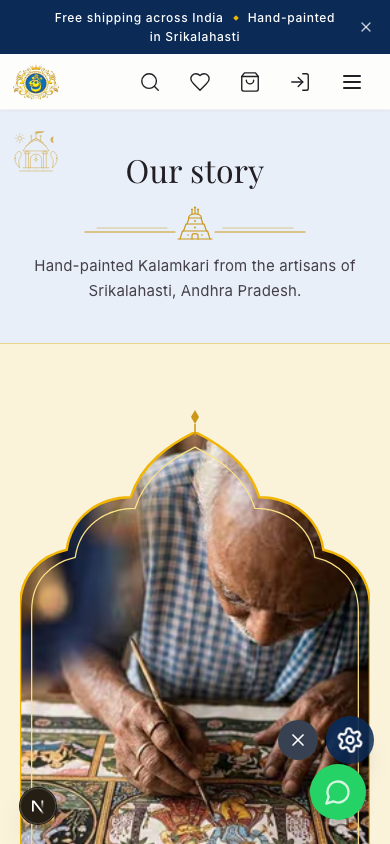 Free shipping across India ♦ Hand-painted
in Srikalahasti
Our story
Hand-painted Kalamkari from the artisans of
Srikalahasti, Andhra Pradesh.
N